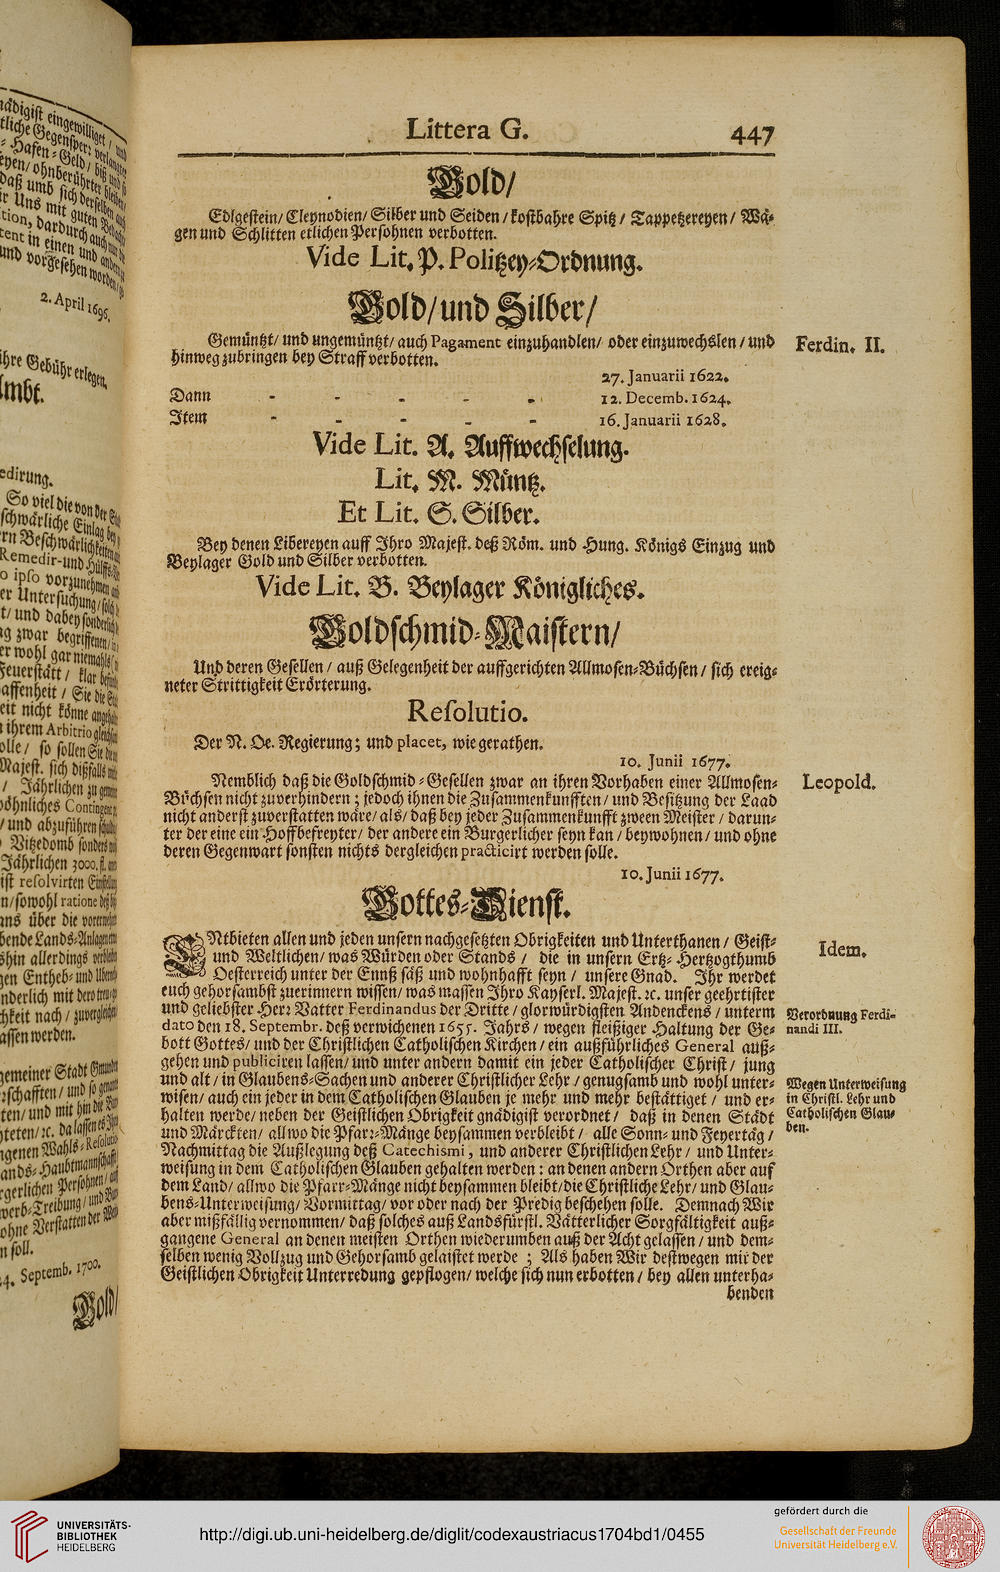 Littera G. 447
Gold/
Edlgestein/ Cleynodien/ Silber und Seiden / kostbahre Spitz / Tappetzereyen / Wä-
gen und Schlitten etlichen Persohnen verbotten.
Vide Lit. P. Politzey-Ordnung.
Gold/ und Silber/
Gemüntzt/ und ungemüntzt/ auch Pagament einzuhandlen/ oder einzuwechslen / und
hinweg zubringen bey Straff verbotten.
Ferdin. II.
27. Januarii 1622.
Dann - - - - - 12. Decemb. 1624.
Item - - - - - 16. Januarii 1628.
Vide Lit. A. Auffwechselung.
Lit. M. Müntz.
Et Lit. S. Silber.
Bey denen Libereyen auff Ihro Majest. deß Röm. und Hung. Königs Einzug und
Beylager Gold und Silber verbotten.
Vide Lit. B. Beylager Königliches.
Goldschmid-Maistern/
Und deren Gesellen / auß Gelegenheit der auffgerichten Allmosen-Büchsen / sich ereig-
neter Strittigkeit Erörterung.
Resolutio.
Der N. Oe. Regierung; und placet, wie gerathen.
10. Junii 1677.
Leopold.
Nemblich daß die Goldschmid-Gesellen zwar an ihren Vorhaben einer Allmosen-
Büchsen nicht zuverhindern ; jedoch ihnen die Zusammenkunfften / und Besitzung der Laad
nicht anderst zuverstatten wäre/ als/ daß bey jeder Zusammenkunfft zween Meister / darun-
ter der eine ein Hoffbefreyter/ der andere ein Burgerlicher seyn kan / beywohnen / und ohne
deren Gegenwart sonsten nichts dergleichen practicirt werden solle.
10. Junii 1677.
Gottes-Dienst.
Idem.
ENtbieten allen und jeden unsern nachgesetzten Obrigkeiten und Unterthanen / Geist-
und Weltlichen/ was Würden oder Stands / die in unsern Ertz-Hertzogthumb
Oesterreich unter der Ennß säß und wohnhafft seyn / unsere Gnad. Ihr werdet
euch gehorsambst zuerinnern wissen/ was massen Ihro Kayserl. Majest. ꝛc. unser geehrtister
und geliebster Herꝛ Vatter Ferdinandus der Dritte / glorwürdigsten Andenckens / unterm
dato den 18. Septembr. deß verwichenen 1655. Jahrs / wegen fleißiger Haltung der Ge-
bott Gottes/ und der Christlichen Catholischen Kirchen / ein außführliches General auß-
gehen und publiciren lassen/ und unter andern damit ein jeder Catholischer Christ / jung
und alt / in Glaubens-Sachen und anderer Christlicher Lehr / genugsamb und wohl unter-
wisen/ auch ein jeder in dem Catholischen Glauben je mehr und mehr bestättiget / und er-
halten werde/ neben der Geistlichen Obrigkeit gnädigist verordnet / daß in denen Städt
und Märckten/ allwo die Pfarꝛ-Mänge beysammen verbleibt / alle Sonn- und Feyertäg /
Nachmittag die Außlegung deß Catechismi, und anderer Christlichen Lehr / und Unter-
weisung in dem Catholischen Glauben gehalten werden : an denen andern Orthen aber auf
dem Land/ allwo die Pfarr-Mänge nicht beysammen bleibt/ die Christliche Lehr/ und Glau-
bens-Unterweisung/ Vormittag/ vor oder nach der Predig beschehen solle. Demnach Wir
aber mißfällig vernommen/ daß solches auß Landsfürstl. Vätterlicher Sorgfältigkeit auß-
gangene General an denen meisten Orthen wiederumben auß der Acht gelassen / und dem-
selben wenig Vollzug und Gehorsamb gelaistet werde ; Als haben Wir destwegen mit der
Geistlichen Obrigkeit Unterredung gepflogen/ welche sich nun erbotten / bey allen unterha-
benden
Verordnung Ferdi-
nandi III.
Wegen Unterweisung
in Christl. Lehr und
Catholischen Glau-
ben.
2. April 1696.
ihre Gebühr erlegen.
Ambt.
24. Septemb. 1700.
Gold/
UNIVERSITÄTS-
BIBLIOTHEK
HEIDELBERG
http://digi.ub.uni-heidelberg.de/diglit/codexaustriacus1704bd1/0455
gefördert durch die
Gesellschaft der Freunde
Universität Heidelberg e.V.